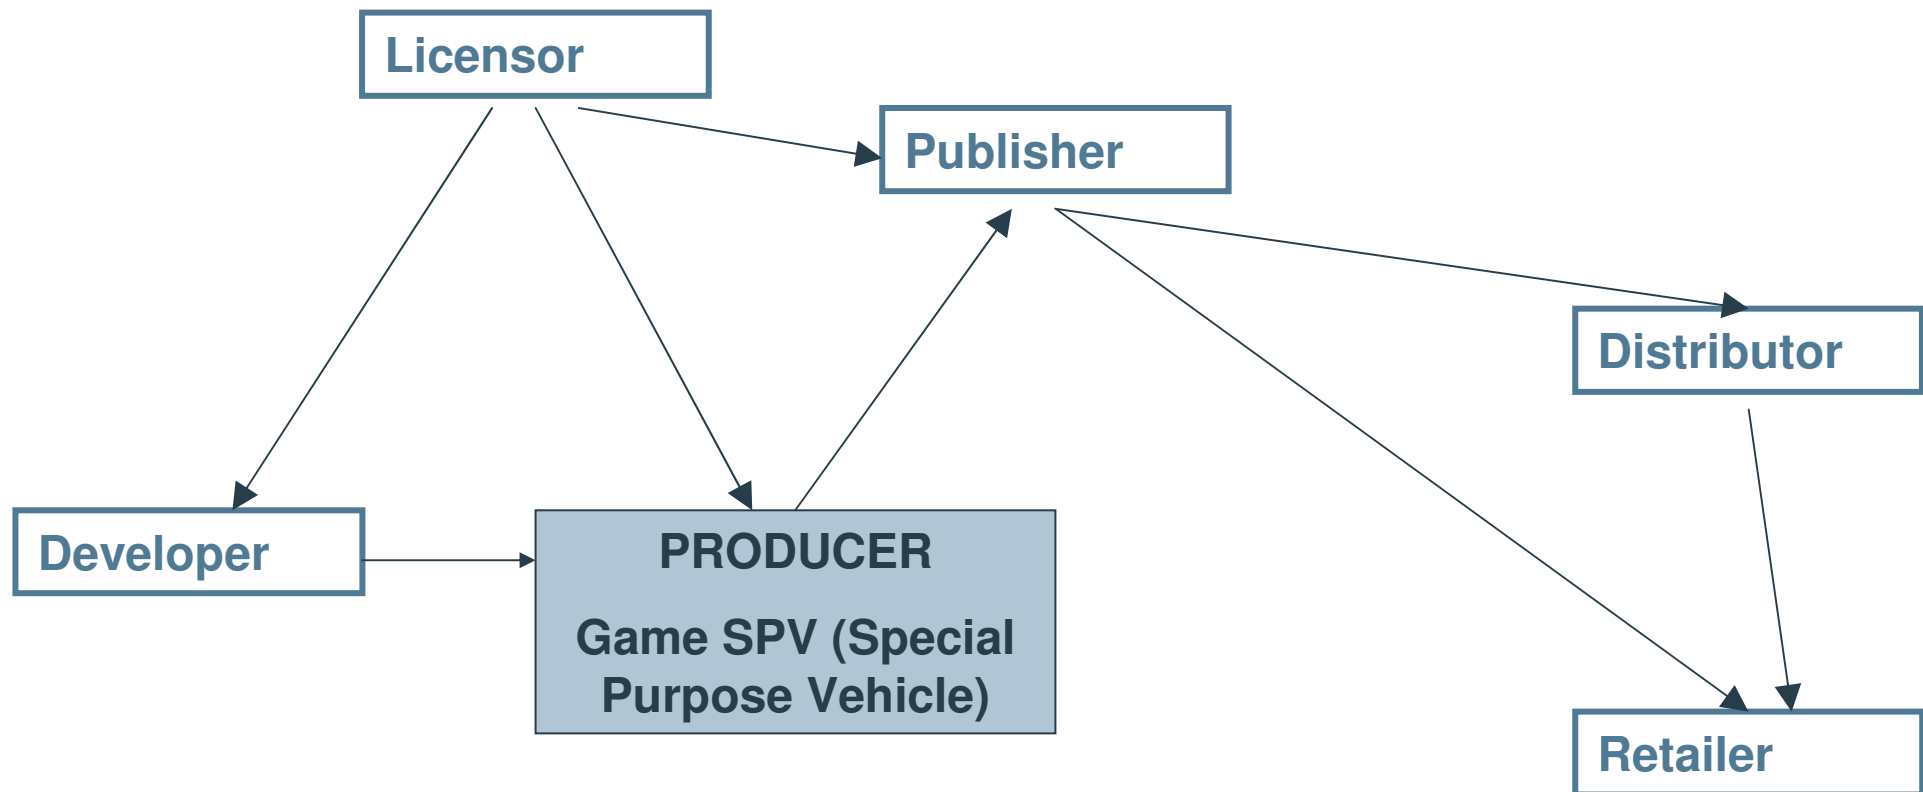 Licensor
Publisher
Distributor
Developer
PRODUCER
Game SPV (Special
Purpose Vehicle)
Retailer